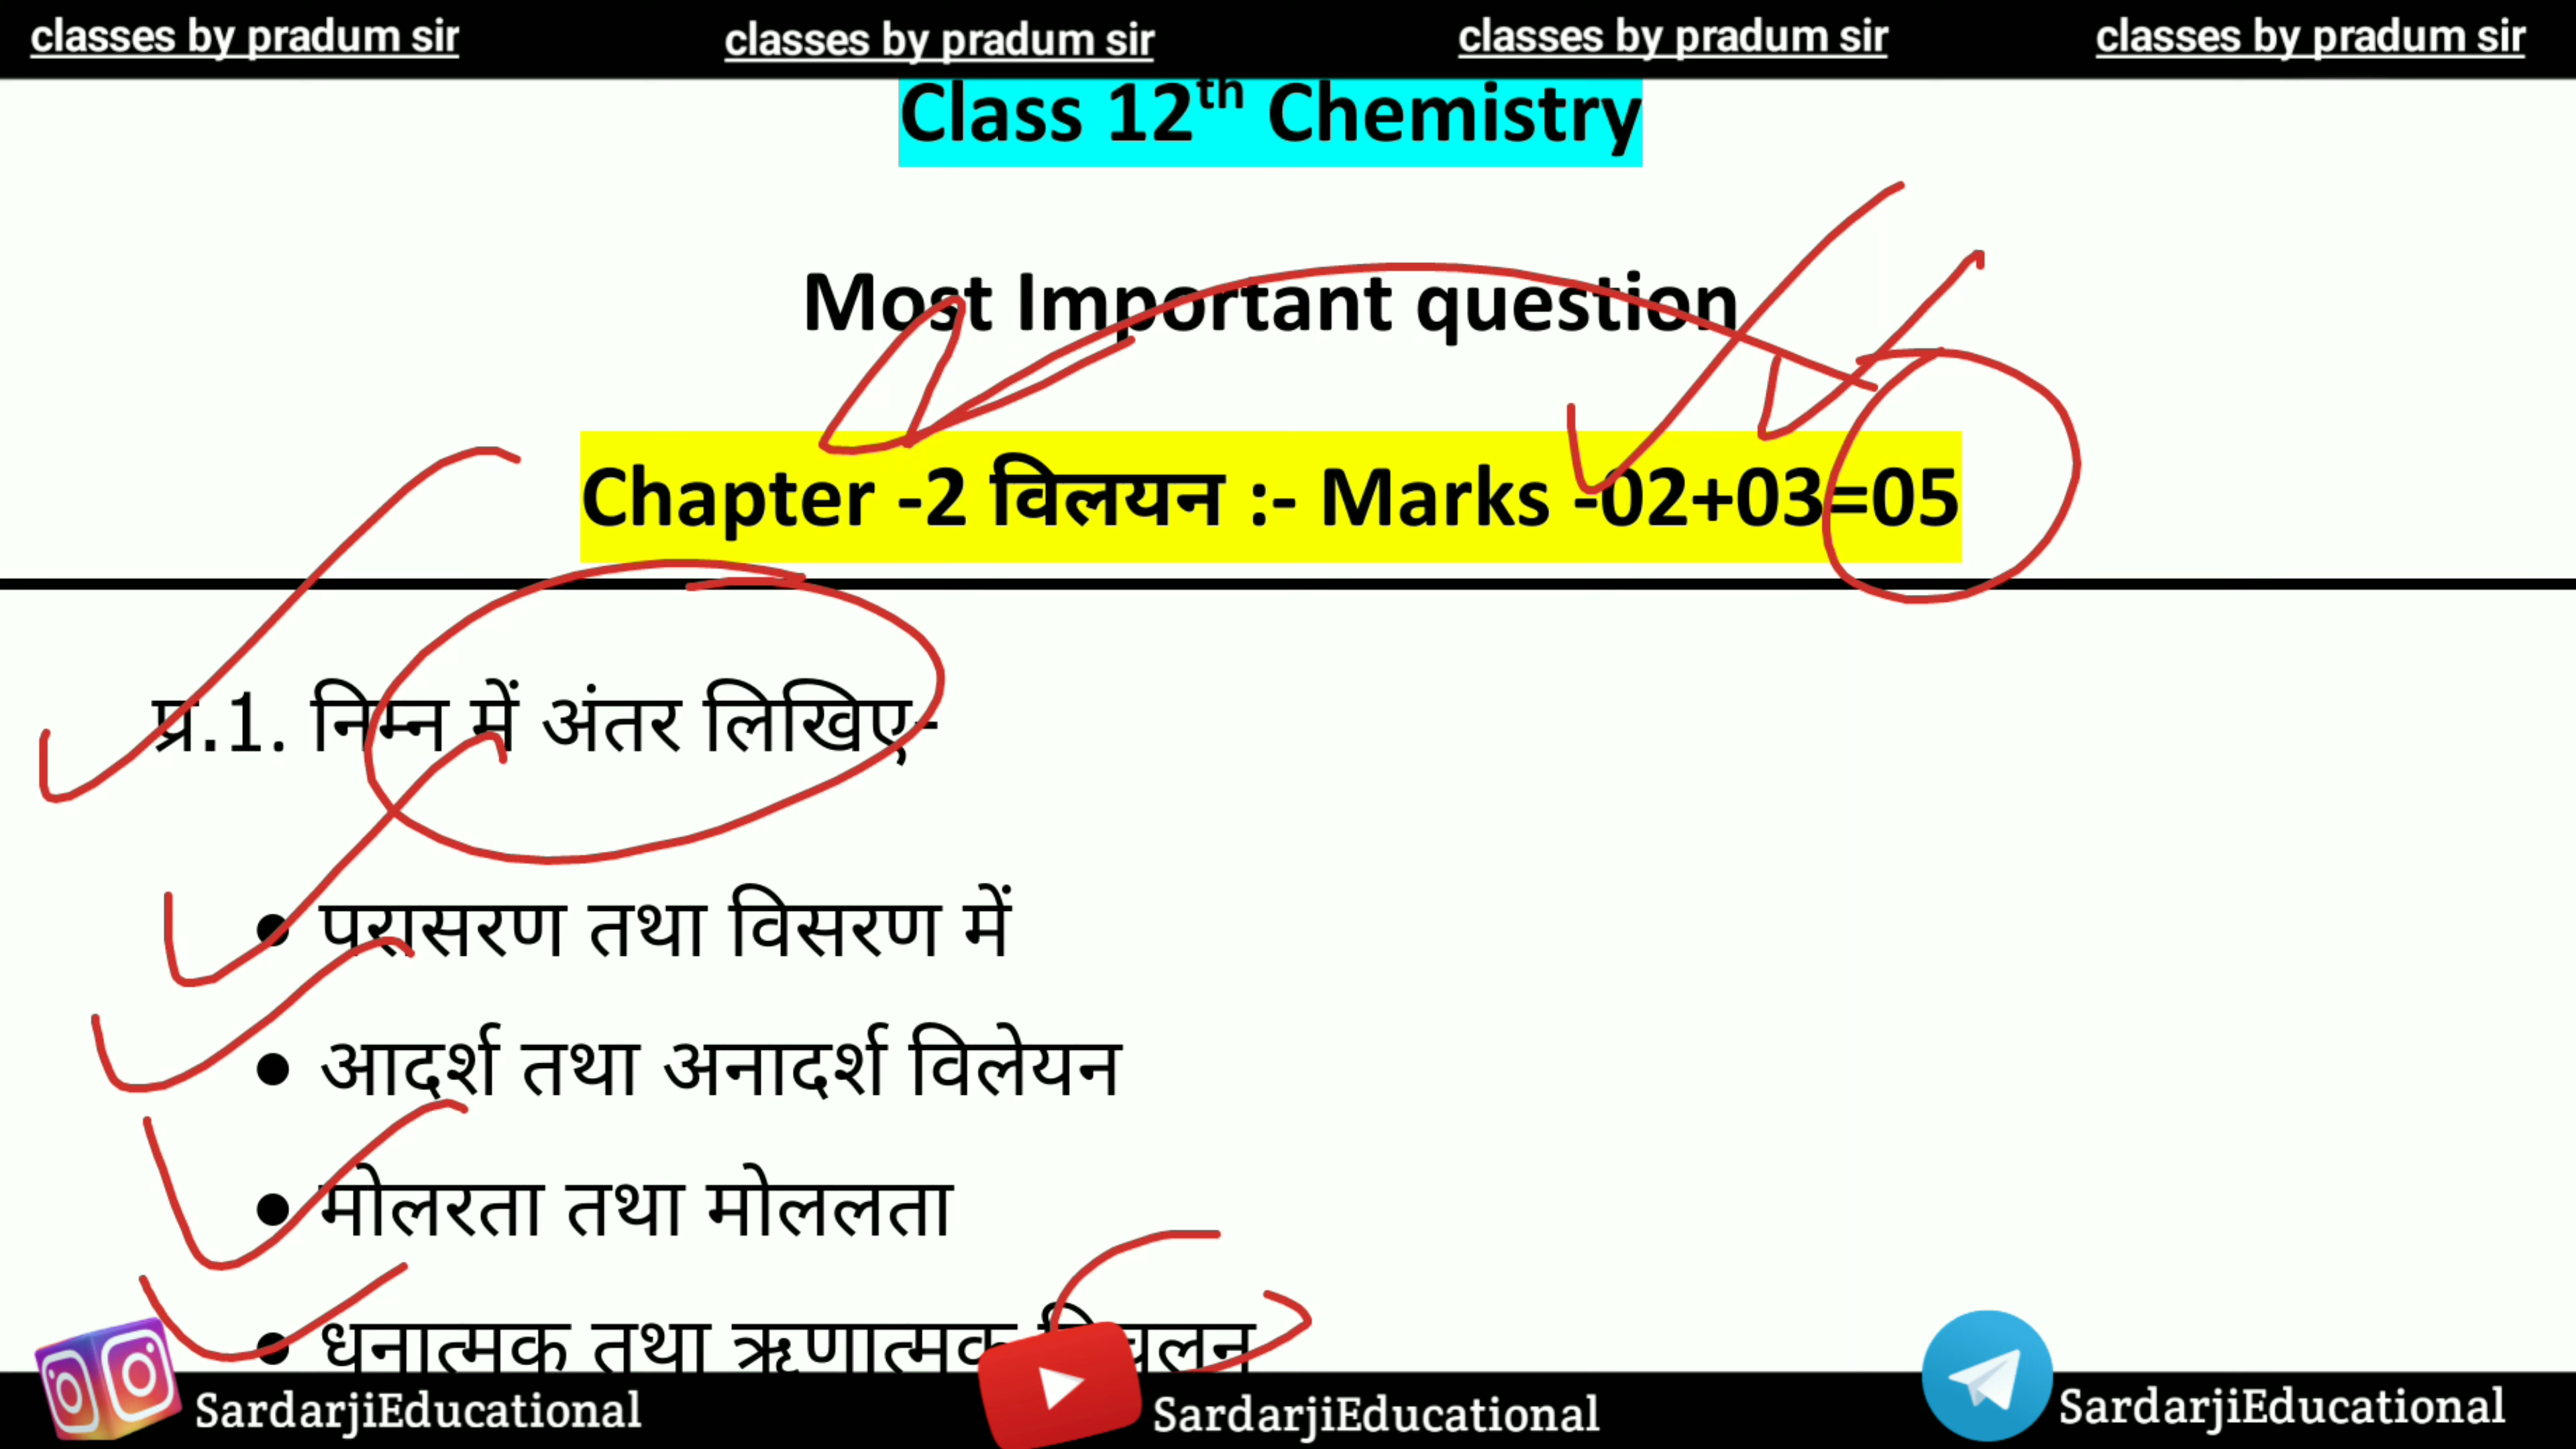 classes by pradum sir classes by pradum sir classes by pradum sir classes by pradum sir
Class 12th Chemistry
Most Important question
Chapter -2 विलयन :- Marks -02+03=05
प्र.1. निम्न में अंतर लिखिए-
• परासरण तथा विसरण में
• आदर्श तथा अनादर्श विलेयन
• मोलरता तथा मोललता
• धनात्मक तथा ऋणात्मक
SardarjiEducational SardarjiEducational SardarjiEducational